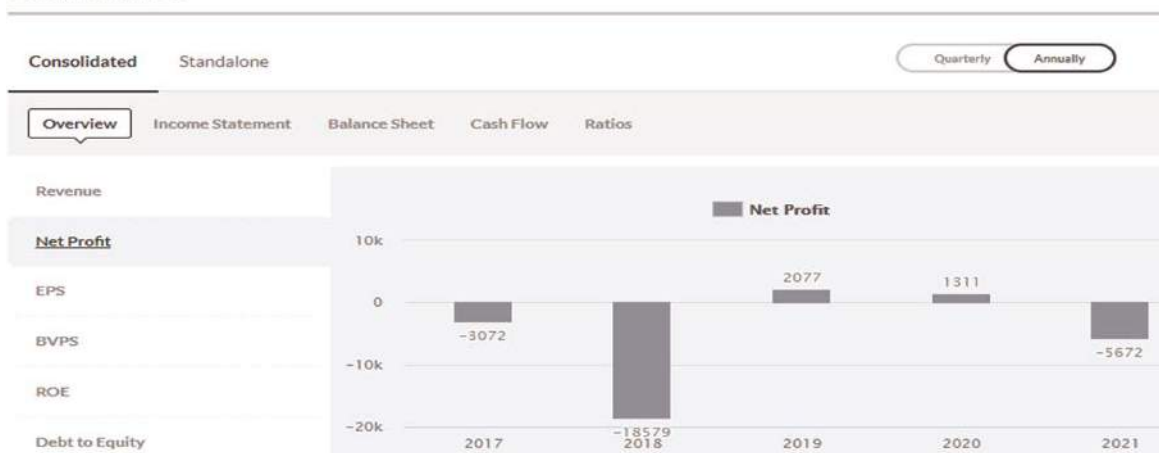 Consolidated Standalone Quarterly Annually
Overview Income Statement Balance Sheet Cash Flow Ratios
Revenue
Net Profit
EPS
BVPS
ROE
Debt to Equity
Net Profit
10k
0
-10k
-20k
-3072
-18579
2077
1311
-5672
2017 2018 2019 2020 2021